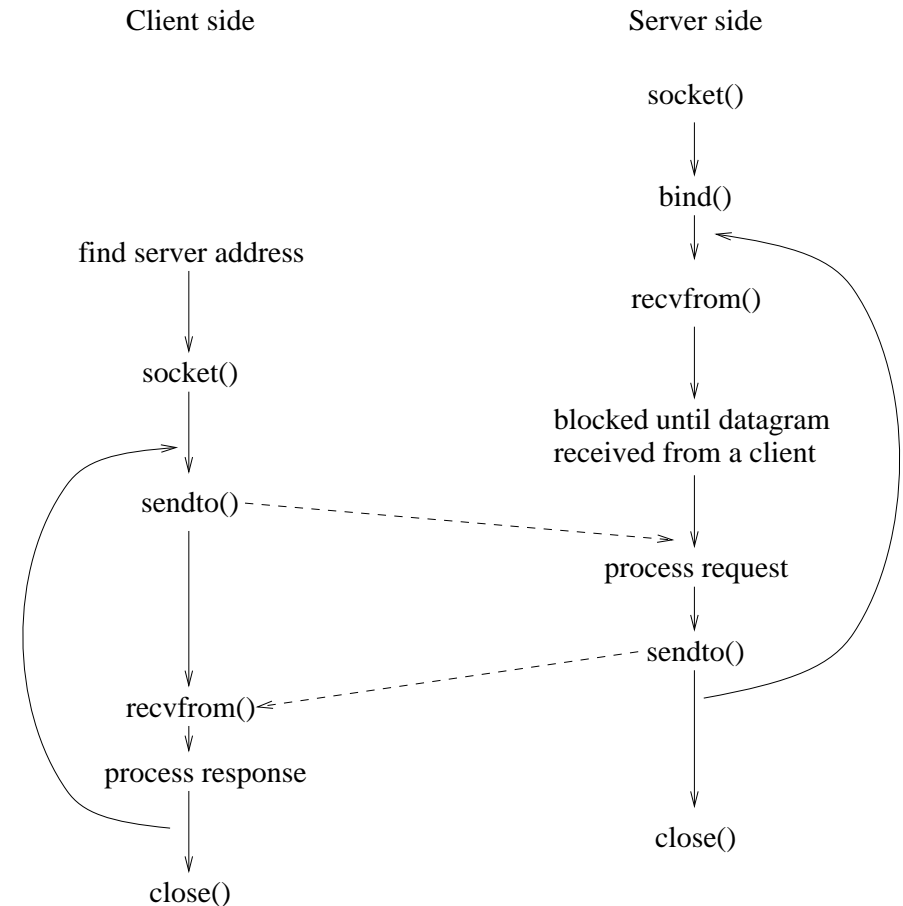 Client side
find server address
socket()
sendto()
recvfrom()
process response
close()
Server side
socket()
bind()
recvfrom()
blocked until datagram
received from a client
process request
sendto()
close()